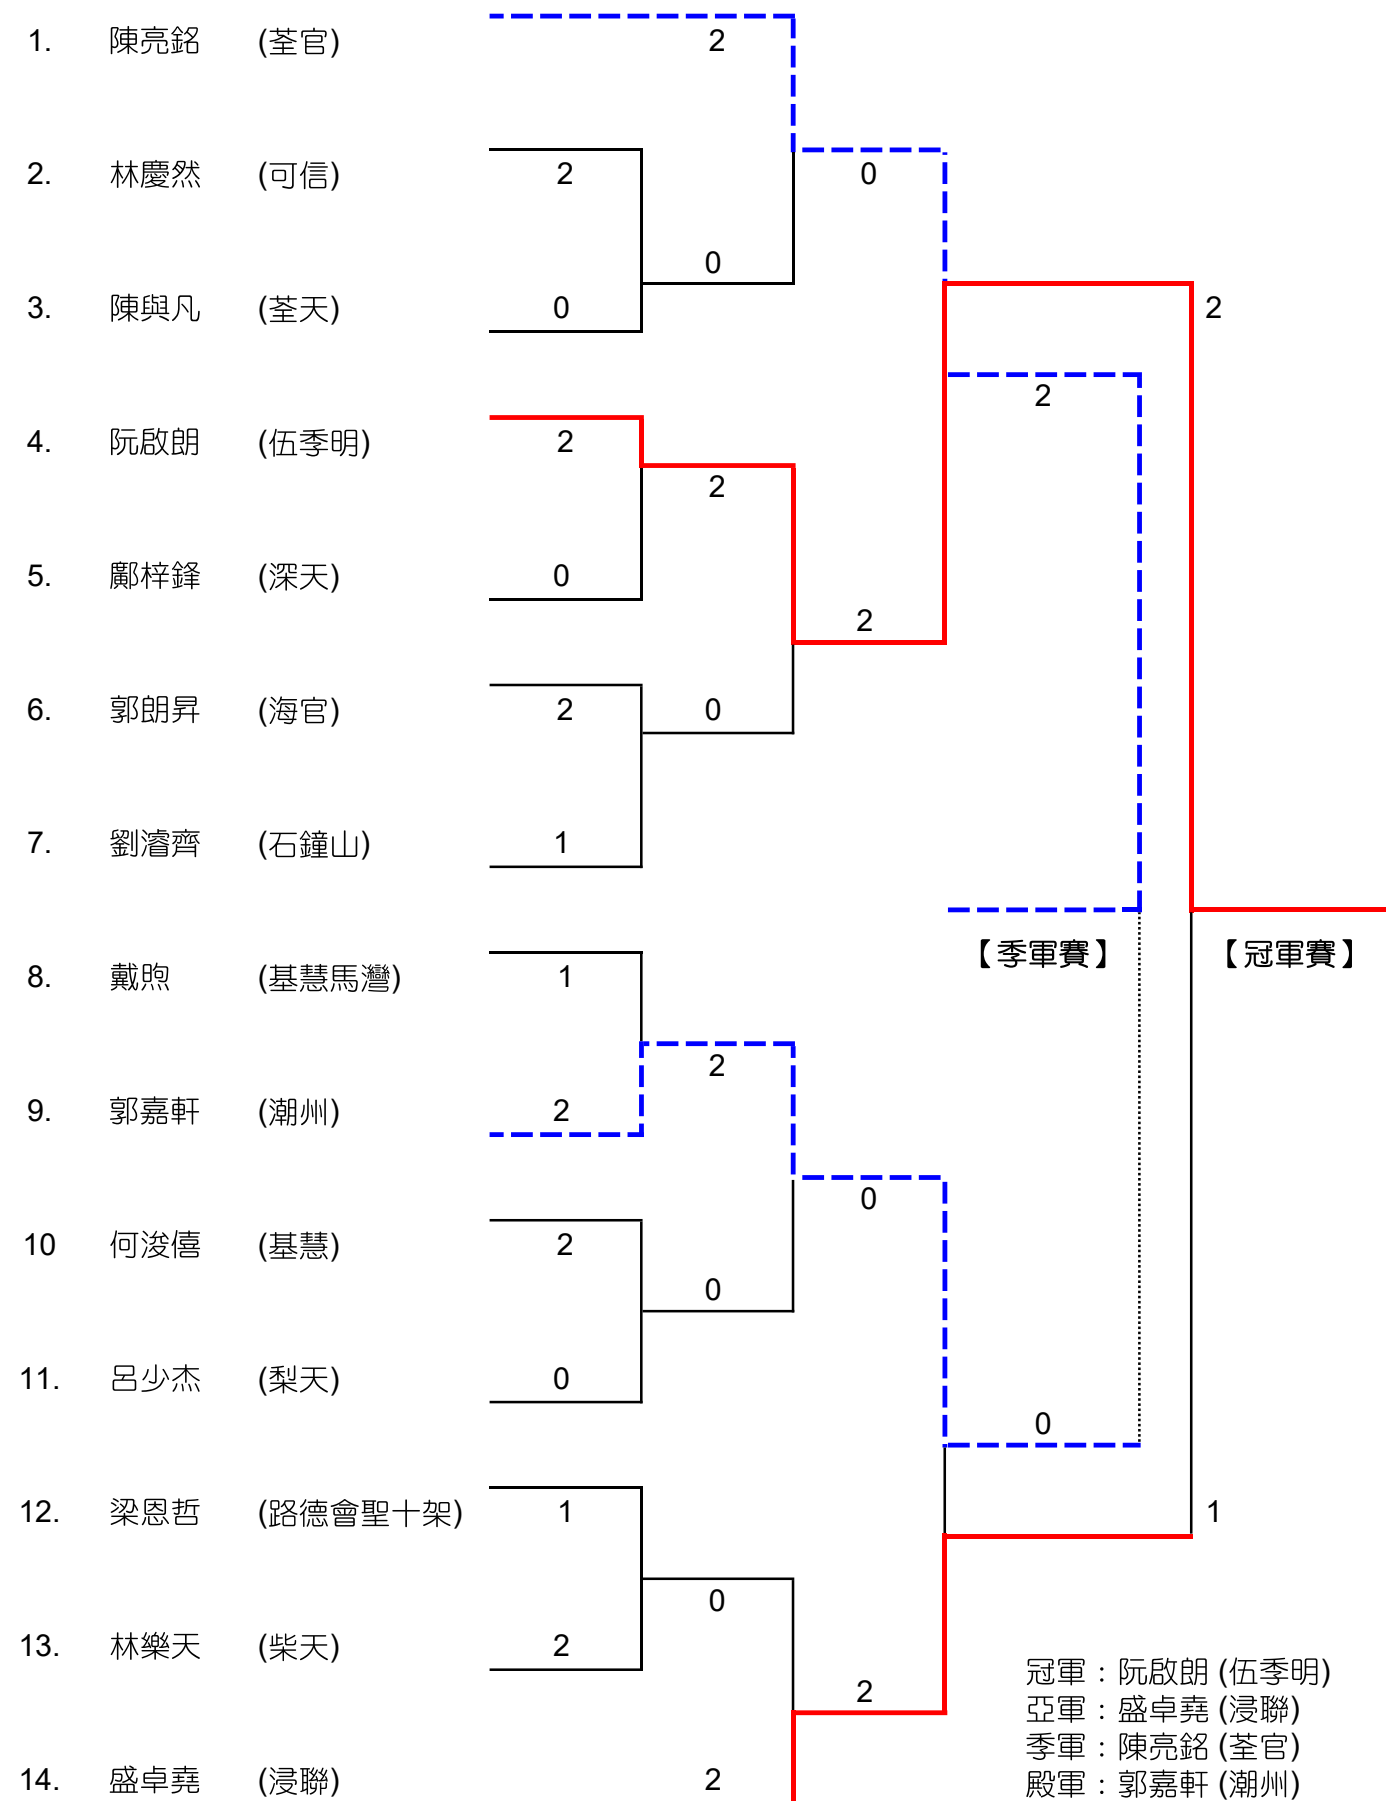 1. 陳亮銘 (荃官) 2
2. 林慶然 (可信) 2 0
0
3. 陳與凡 (荃天) 0 2
2
4. 阮啟朗 (伍季明) 2
2
5. 鄺梓鋒 (深天) 0
2
6. 郭朗昇 (海官) 2 0
7. 劉濬齊 (石鐘山) 1
【季軍賽】 【冠軍賽】
8. 戴煦 (基慧馬灣) 1
2
9. 郭嘉軒 (潮州) 2
0
10 何浚僖 (基慧) 2
0
11. 呂少杰 (梨天) 0
0
12. 梁恩哲 (路德會聖十架) 1 1
0
13. 林樂天 (柴天) 2
冠軍：阮啟朗 (伍季明)
2
亞軍：盛卓堯 (浸聯)
季軍：陳亮銘 (荃官)
14. 盛卓堯 (浸聯) 2
殿軍：郭嘉軒 (潮州)